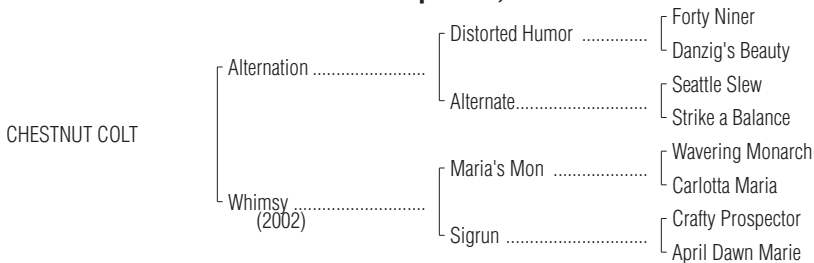 Forty Niner
Distorted Humor ..............
Danzig's Beauty
Alternation ........................
Seattle Slew
Alternate............................
Strike a Balance
CHESTNUT COLT
Wavering Monarch
Maria's Mon ....................
Carlotta Maria
Whimsy ............................
(2002)
Crafty Prospector
Sigrun ..............................
April Dawn Marie